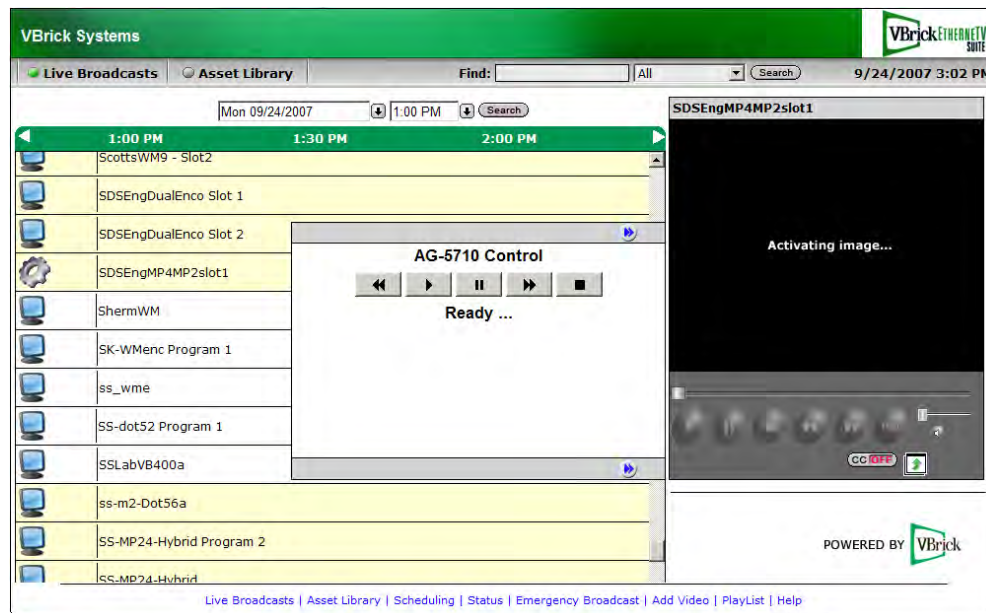 VBrick Systems
VBrick ETHERNETV SUITE
Live Broadcasts
Asset Library
Find:
All
Search
9/24/2007 3:02 PM
Mon 09/24/2007
1:00 PM
Search
1:00 PM
1:30 PM
2:00 PM
ScottsWM9 - Slot2
SDSEngDualEnco Slot 1
SDSEngDualEnco Slot 2
SDSEngMP4MP2slot1
ShermWM
SK-WMenc Program 1
ss_wme
SS-dot52 Program 1
SSLabVB400a
ss-m2-Dot56a
SS-MP24-Hybrid Program 2
SS-MP24-Hybrid
AG-5710 Control
Ready ...
SDSEngMP4MP2slot1
Activating image...
CC OFF
POWERED BY VBrick
Live Broadcasts | Asset Library | Scheduling | Status | Emergency Broadcast | Add Video | PlayList | Help